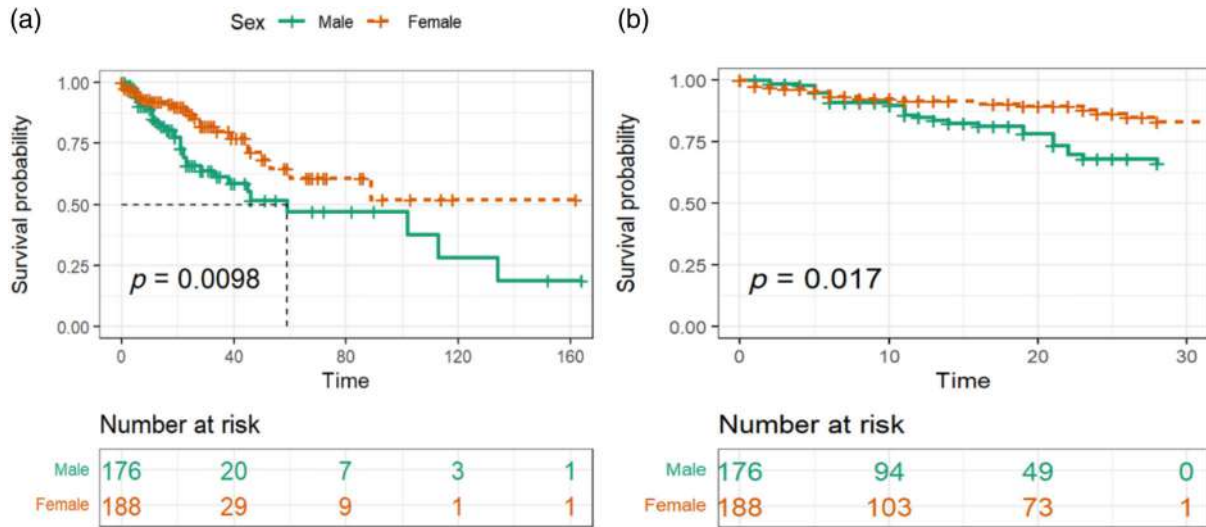 (a)
Sex Male Female
Survival probability
1.00
0.75
0.50
0.25
0.00
p = 0.0098
0 40 80 120 160
Time
Number at risk
Male 176 20 7 3 1
Female 188 29 9 1 1
(b)
Survival probability
1.00
0.75
0.50
0.25
0.00
p = 0.017
0 10 20 30
Time
Number at risk
Male 176 94 49 0
Female 188 103 73 1